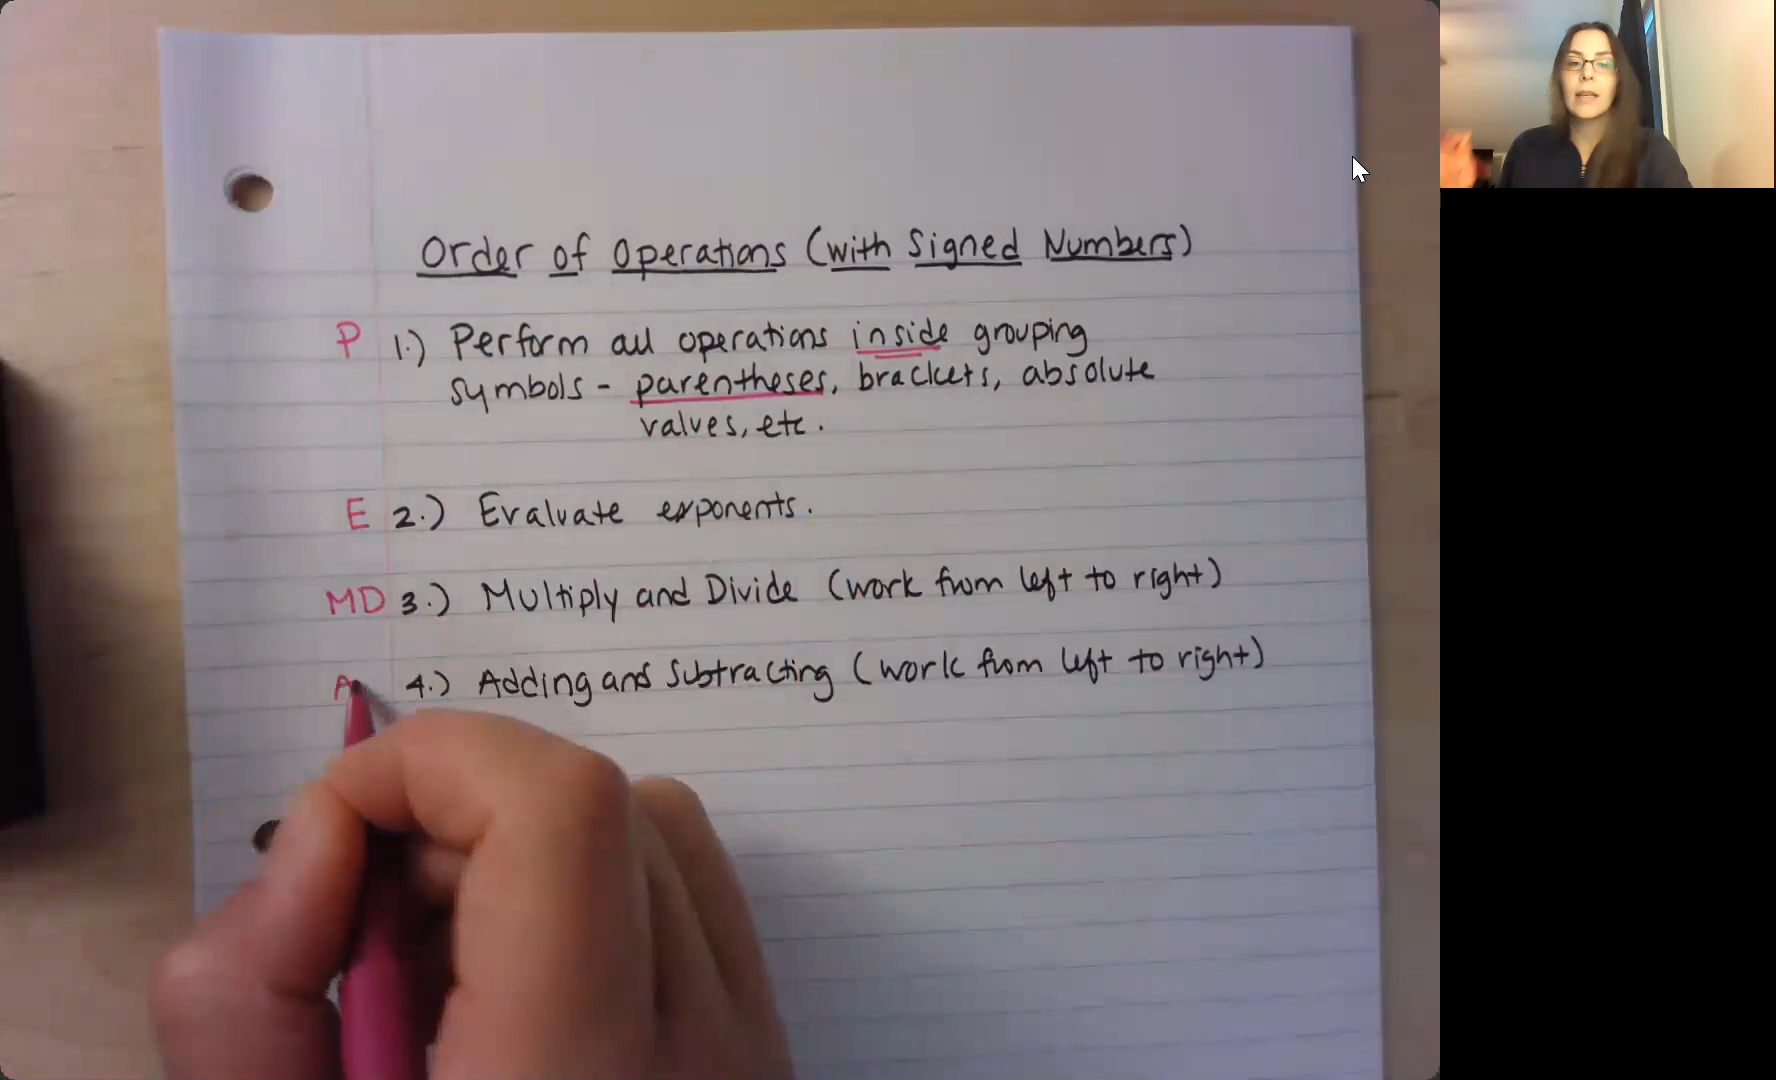 Order of Operations (with Signed Numbers)
P 1.) Perform all operations inside grouping
symbols - parentheses, brackets, absolute
values, etc.
E 2.) Evaluate exponents.
MD 3.) Multiply and Divide (work from left to right)
A 4.) Adding and Subtracting (work from left to right)